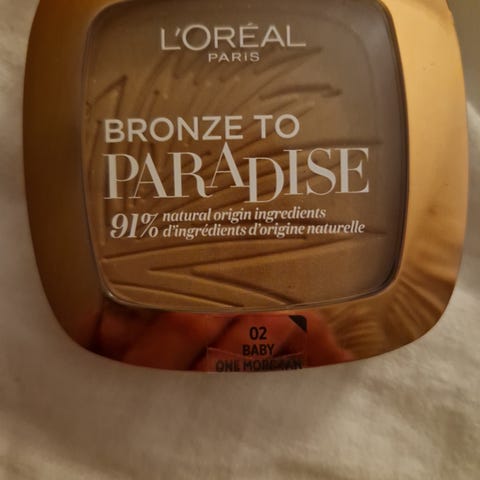 L'ORÉAL
PARIS
BRONZE TO
PARADISE
91% natural origin ingredients
d'ingrédients d'origine naturelle
02
BABY
ONE MORE TAN